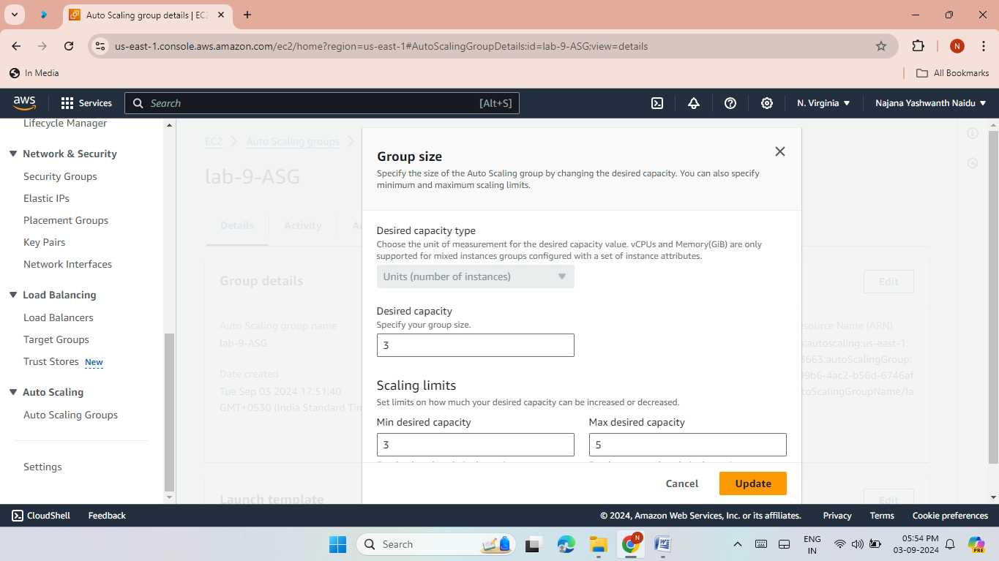 Auto Scaling group details | EC2
us-east-1.console.aws.amazon.com/ec2/home?region=us-east-1#AutoScalingGroupDetails:id=lab-9-ASG;view=details
N
In Media
All Bookmarks
aws
Services
Search
[Alt+S]
N. Virginia
Najana Yashwanth Naidu
Lifecycle Manager
Network & Security
Security Groups
Elastic IPs
Placement Groups
Key Pairs
Network Interfaces
Load Balancing
Load Balancers
Target Groups
Trust Stores New
Auto Scaling
Auto Scaling Groups
Settings
EC2
Auto Scaling groups
lab-9-ASG
Details
Activity
Group details
Edit
Auto Scaling group name
lab-9-ASG
Date created
Tue Sep 03 2024 17:51:40
GMT+0530 (India Standard Tim
esource Name (ARN)
s:autoscaling:us-east-1:
3663:autoScalingGroup:
99b6-4ac2-b56d-6746af
toScalingGroupName/la
Launch template
Edit
Group size
Specify the size of the Auto Scaling group by changing the desired capacity. You can also specify
minimum and maximum scaling limits.
Desired capacity type
Choose the unit of measurement for the desired capacity value. vCPUs and Memory(GiB) are only
supported for mixed instances groups configured with a set of instance attributes.
Units (number of instances)
Desired capacity
Specify your group size.
3
Scaling limits
Set limits on how much your desired capacity can be increased or decreased.
Min desired capacity
Max desired capacity
3
5
Cancel
Update
CloudShell
Feedback
© 2024, Amazon Web Services, Inc. or its affiliates.
Privacy
Terms
Cookie preferences
Search
N
ENG
IN
05:54 PM
03-09-2024
PRE